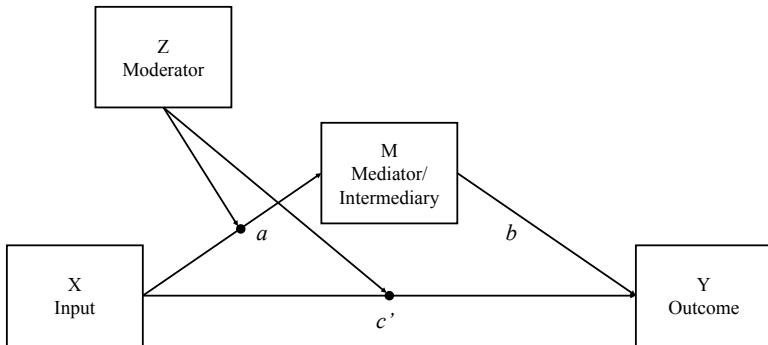 Z
Moderator
M
Mediator/
Intermediary
a
b
X
Input
Y
Outcome
c’